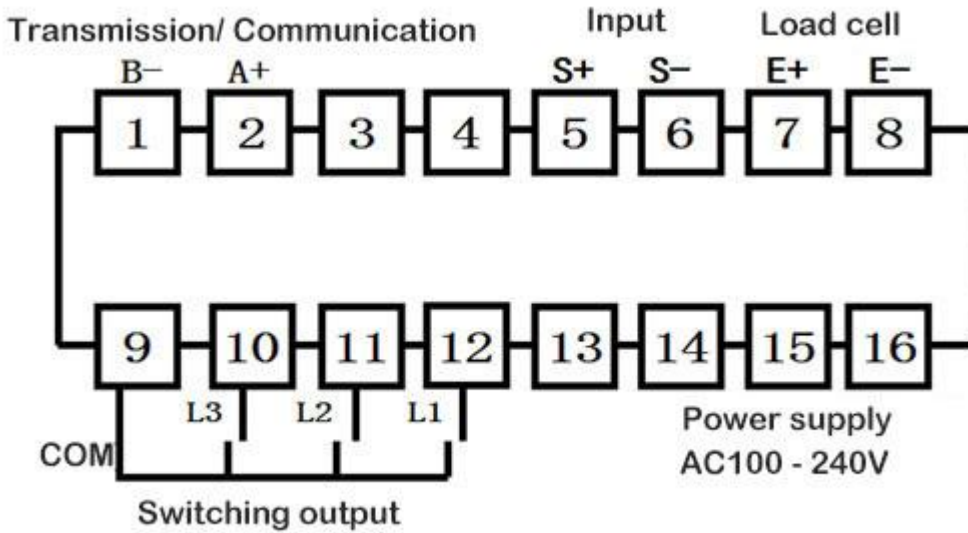 Transmission/ Communication Input Load cell
B− A+ S+ S− E+ E−
1 2 3 4 5 6 7 8
9 10 11 12 13 14 15 16
L3 L2 L1
COM
Power supply
AC100 - 240V
Switching output